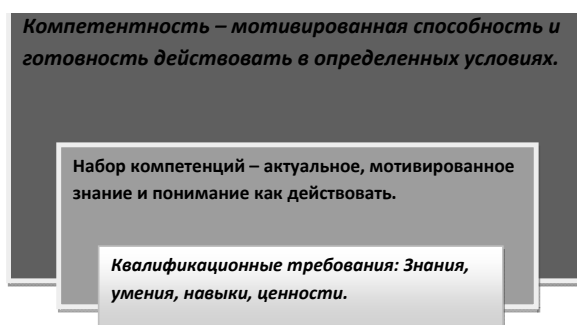 Компетентность – мотивированная способность и
готовность действовать в определенных условиях.
Набор компетенций – актуальное, мотивированное
знание и понимание как действовать.
Квалификационные требования: Знания,
умения, навыки, ценности.